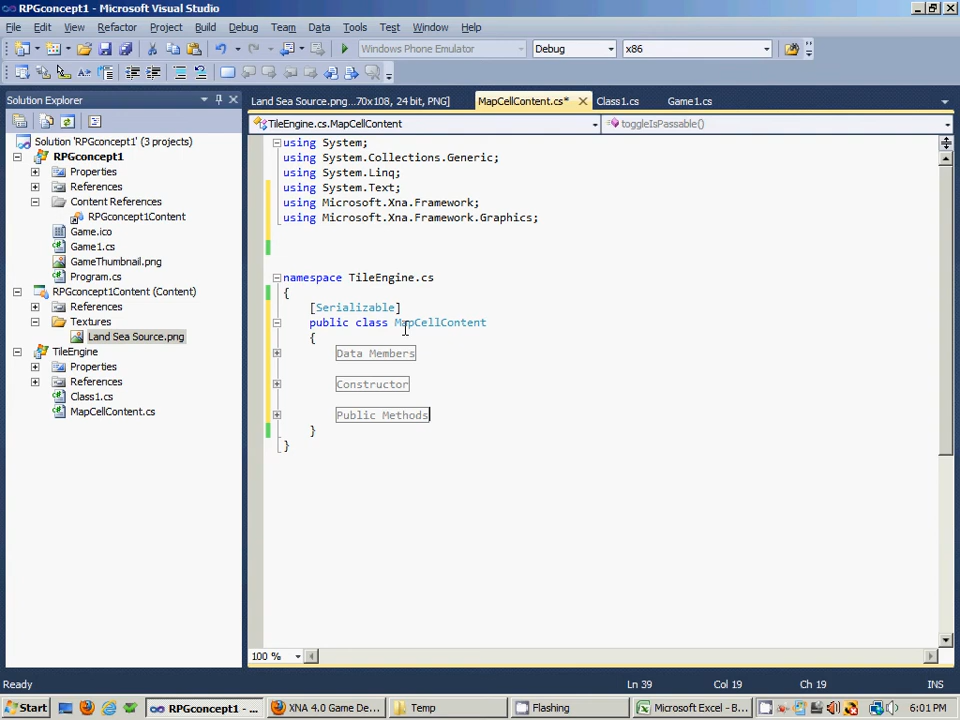 RPGconcept1 - Microsoft Visual Studio
File Edit View Refactor Project Build Debug Team Data Tools Test Window Help
Windows Phone Emulator Debug x86
Solution Explorer
Solution 'RPGconcept1' (3 projects)
RPGconcept1
Properties
References
Content References
RPGconcept1Content
Game.ico
Game1.cs
GameThumbnail.png
Program.cs
RPGconcept1Content (Content)
References
Textures
Land Sea Source.png
TileEngine
Properties
References
Class1.cs
MapCellContent.cs
Land Sea Source.png...70x108, 24 bit, PNG] MapCellContent.cs* Class1.cs Game1.cs
TileEngine.cs.MapCellContent toggleIsPassable()
using System;
using System.Collections.Generic;
using System.Linq;
using System.Text;
using Microsoft.Xna.Framework;
using Microsoft.Xna.Framework.Graphics;
namespace TileEngine.cs
{
[Serializable]
public class MapCellContent
{
Data Members
Constructor
Public Methods
}
}
100 %
Ready Ln 39 Col 19 Ch 19 INS
Start RPGconcept1 - ... XNA 4.0 Game De... Temp Flashing Microsoft Excel - B... 6:01 PM